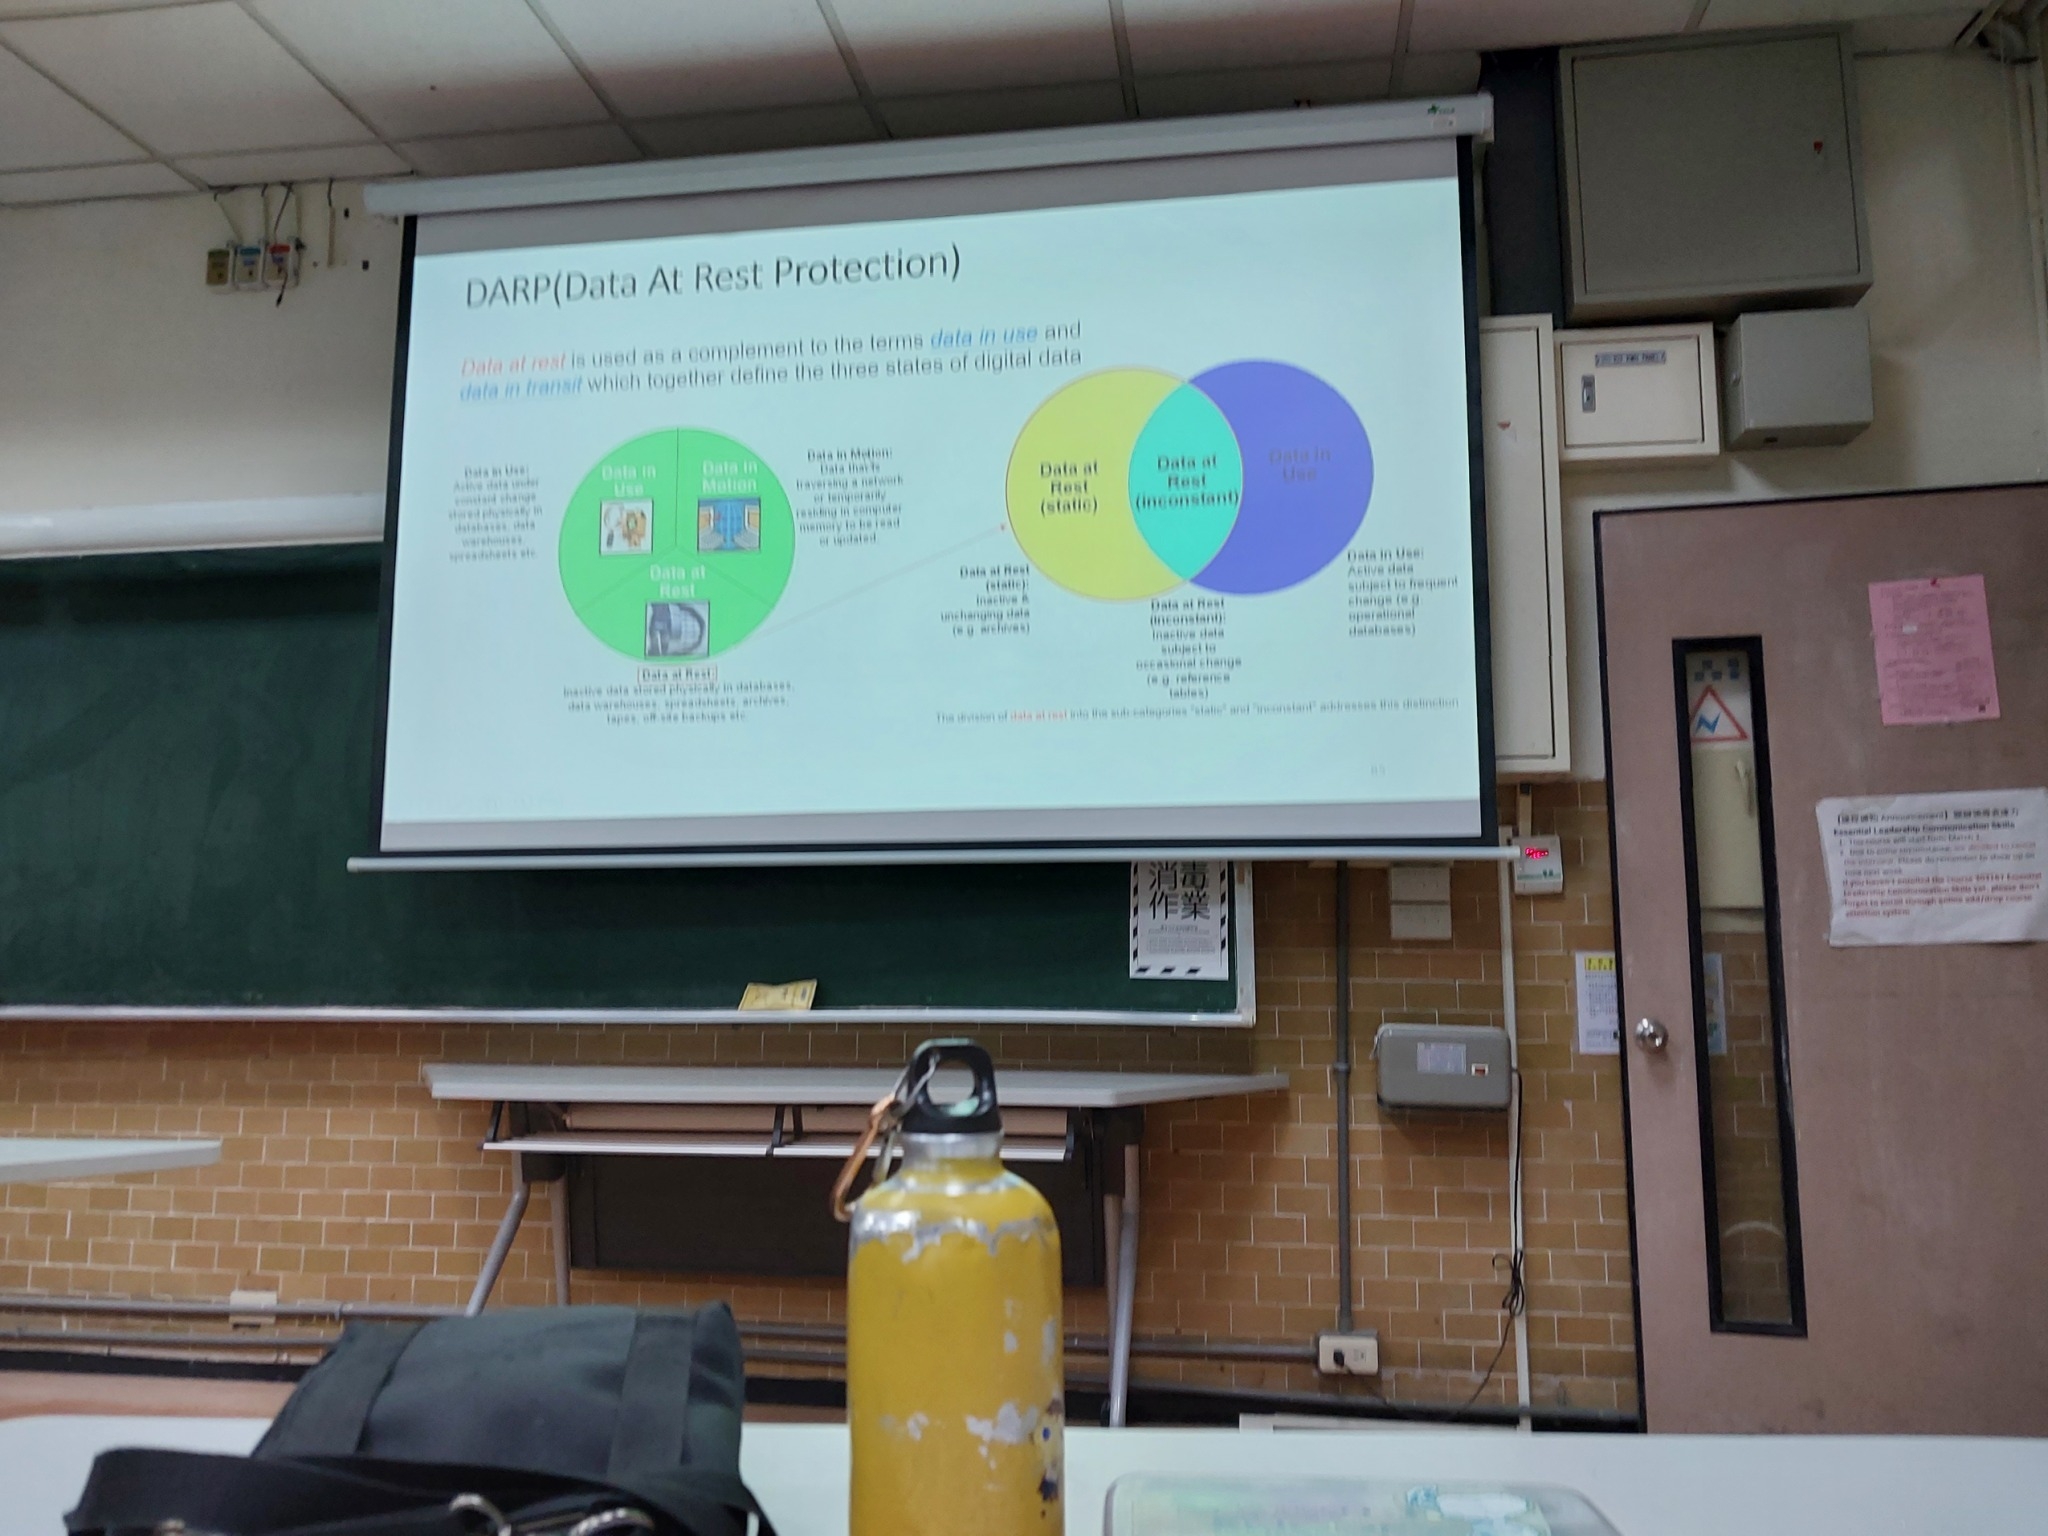 DARP(Data At Rest Protection)
Data at rest is used as a complement to the terms data in use and
data in transit which together define the three states of digital data
Data in Use:
Active data under
constant change
stored physically in
databases, data
warehouses,
spreadsheets etc.
Data in
Use
Data in
Motion
Data at
Rest
Data in Motion:
Data that is
traversing a network
or temporarily
residing in computer
memory to be read
or updated.
Data at Rest:
Inactive data stored physically in databases,
data warehouses, spreadsheets, archives,
tapes, off-site backups etc.
Data at
Rest
(static)
Data at
Rest
(inconstant)
Data in
Use
Data at Rest
(static):
Inactive &
unchanging data
(e.g. archives)
Data at Rest
(inconstant):
Inactive data
subject to
occasional change
(e.g. reference
tables)
Data in Use:
Active data
subject to frequent
change (e.g.
operational
databases)
The division of data at rest into the sub-categories "static" and "inconstant" addresses this distinction
消毒
作業
Announcement
Essential Leadership Communication Skills